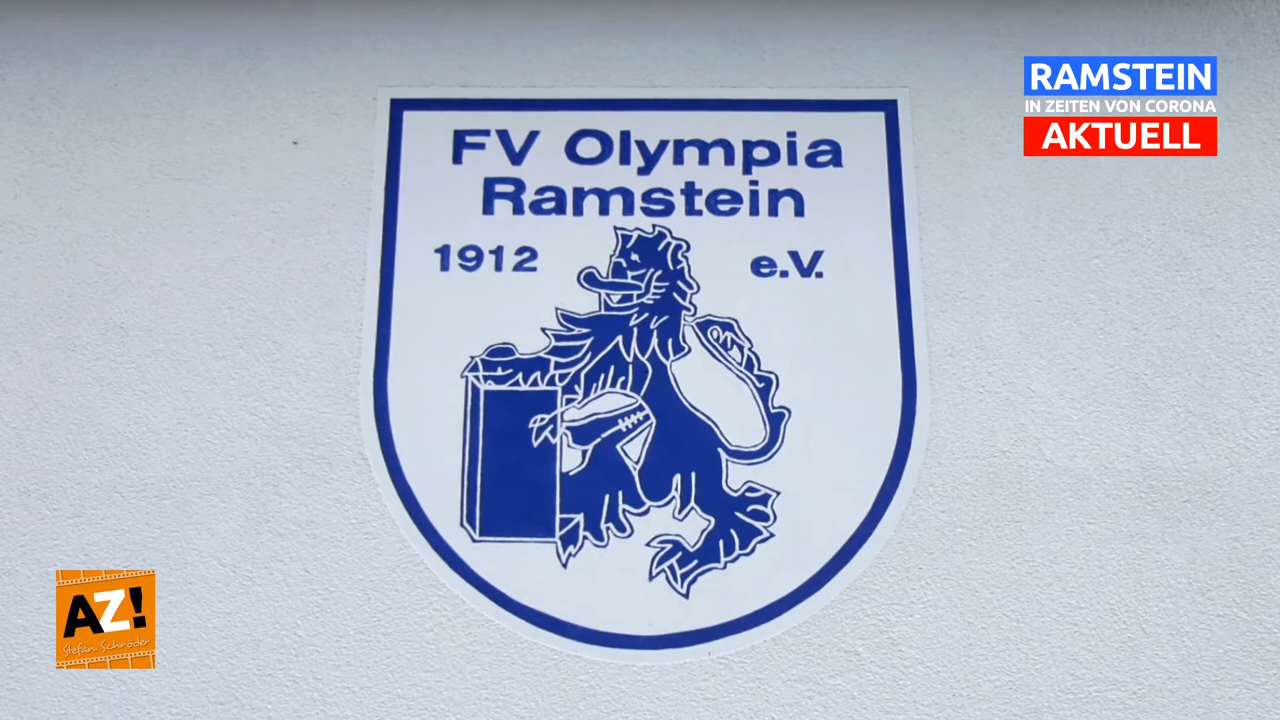 RAMSTEIN
IN ZEITEN VON CORONA
AKTUELL
FV Olympia
Ramstein
1912 e.V.
AZ!
Stefan Schröder